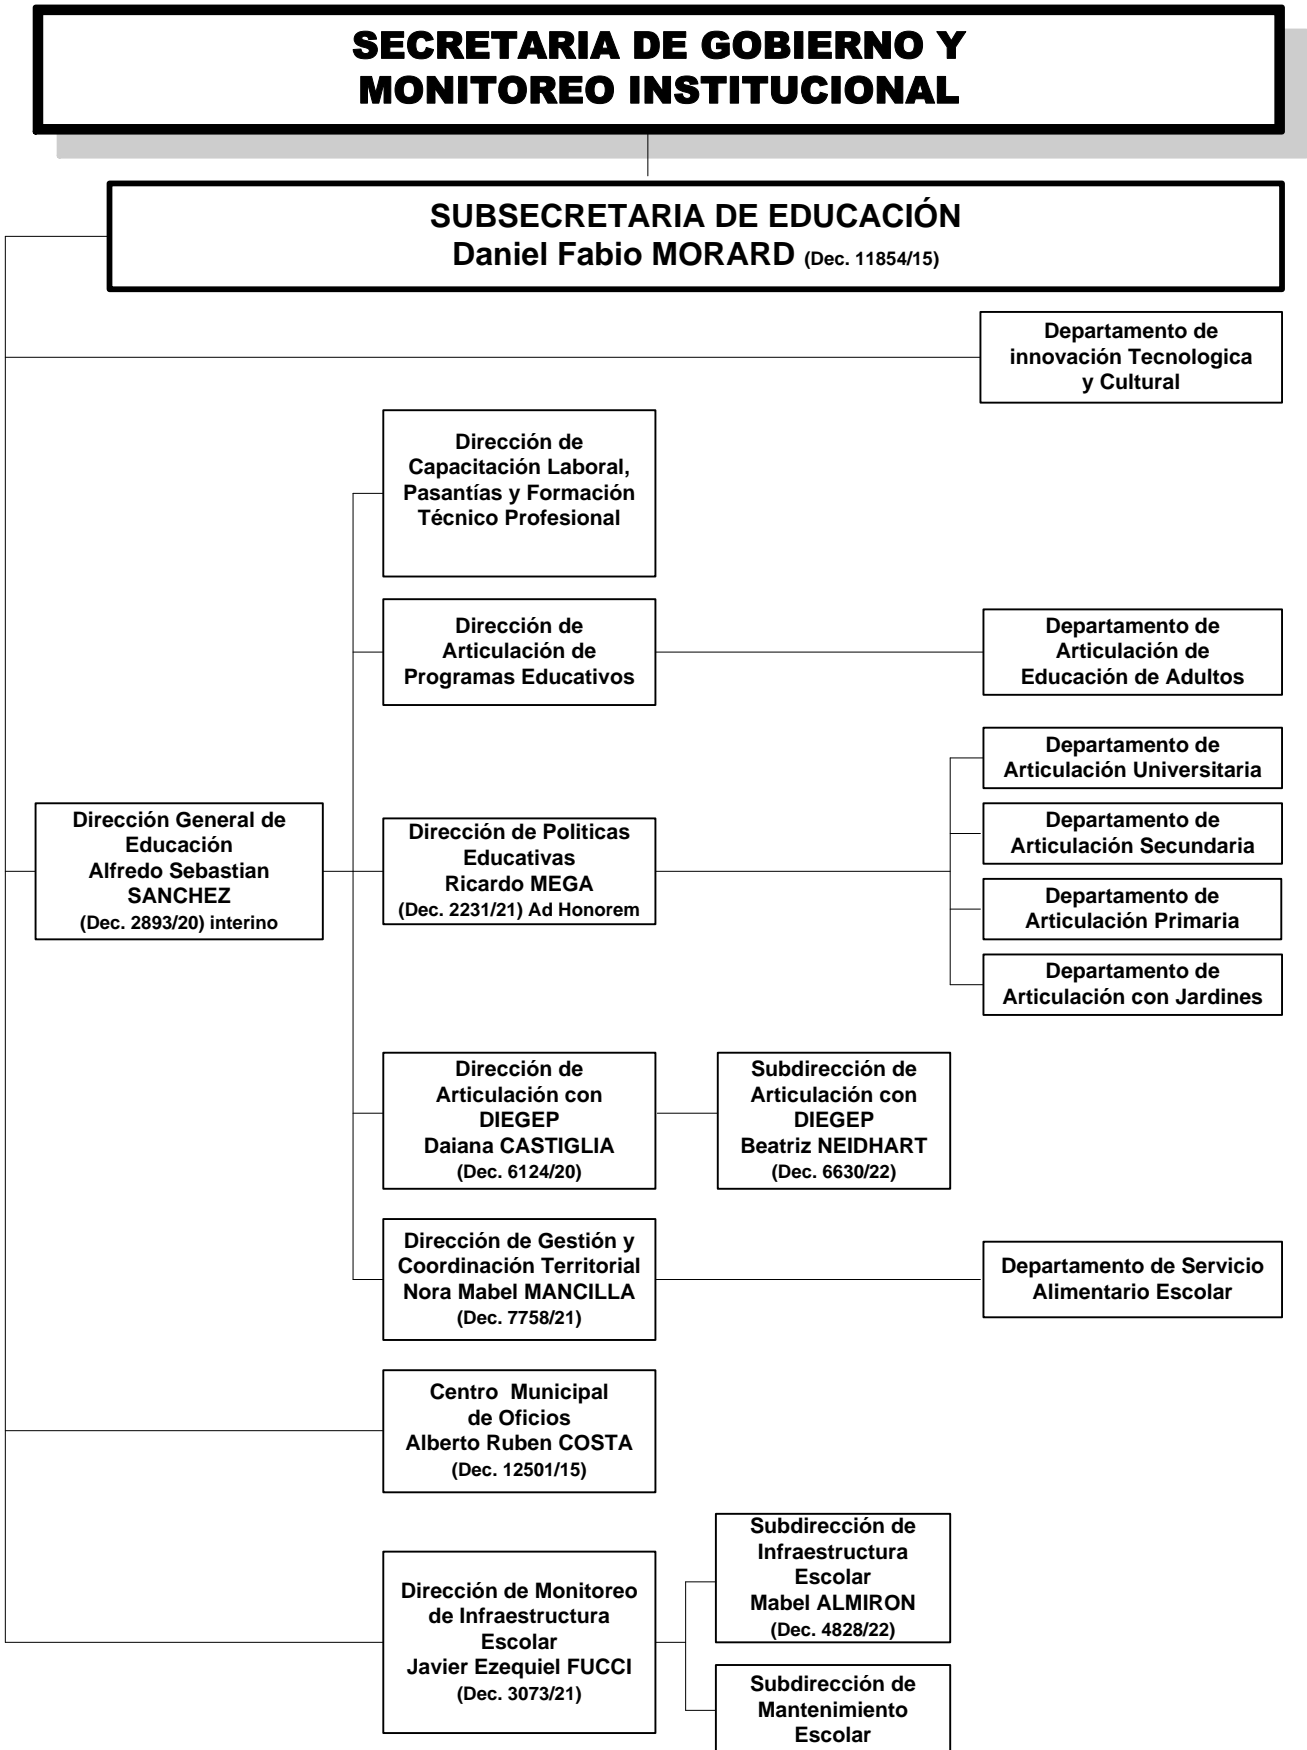 SECRETARIA DE GOBIERNO Y
MONITOREO INSTITUCIONAL
SUBSECRETARIA DE EDUCACIÓN
Daniel Fabio MORARD (Dec. 11854/15)
Departamento de
innovación Tecnologica
y Cultural
Dirección de
Capacitación Laboral,
Pasantías y Formación
Técnico Profesional
Dirección de
Articulación de
Programas Educativos
Departamento de
Articulación de
Educación de Adultos
Departamento de
Articulación Universitaria
Departamento de
Articulación Secundaria
Departamento de
Articulación Primaria
Departamento de
Articulación con Jardines
Dirección General de
Educación
Alfredo Sebastian
SANCHEZ
(Dec. 2893/20) interino
Dirección de Politicas
Educativas
Ricardo MEGA
(Dec. 2231/21) Ad Honorem
Dirección de
Articulación con
DIEGEP
Daiana CASTIGLIA
(Dec. 6124/20)
Subdirección de
Articulación con
DIEGEP
Beatriz NEIDHART
(Dec. 6630/22)
Dirección de Gestión y
Coordinación Territorial
Nora Mabel MANCILLA
(Dec. 7758/21)
Departamento de Servicio
Alimentario Escolar
Centro Municipal
de Oficios
Alberto Ruben COSTA
(Dec. 12501/15)
Dirección de Monitoreo
de Infraestructura
Escolar
Javier Ezequiel FUCCI
(Dec. 3073/21)
Subdirección de
Infraestructura
Escolar
Mabel ALMIRON
(Dec. 4828/22)
Subdirección de
Mantenimiento
Escolar